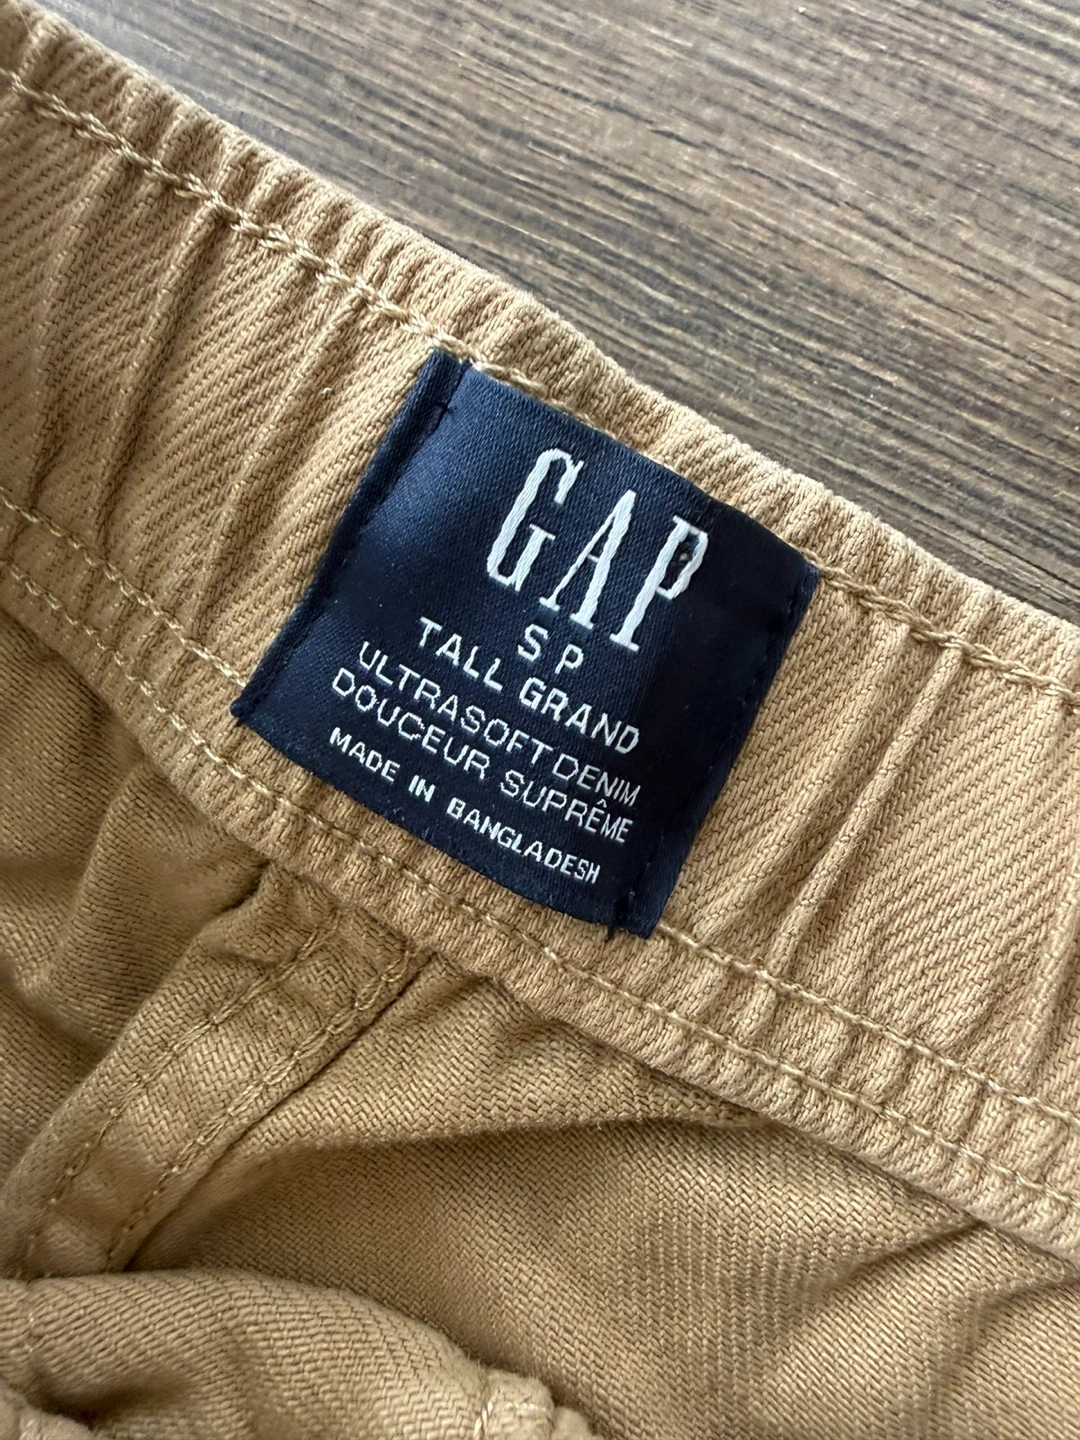 GAP
S P
TALL GRAND
ULTRASOFT DENIM
DOUCEUR SUPRÊME
MADE IN BANGLADESH